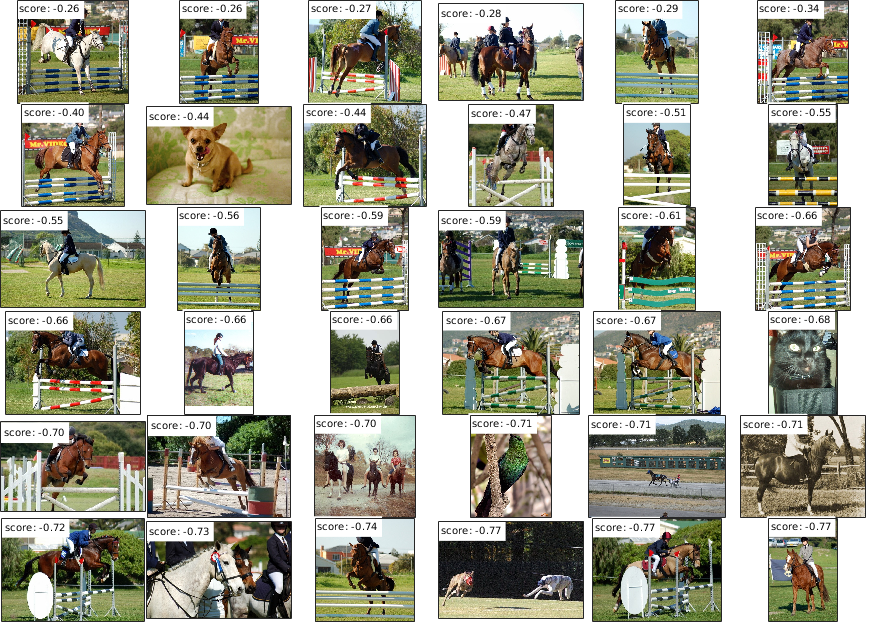 score: -0.26
score: -0.26
score: -0.27
score: -0.28
score: -0.29
score: -0.34
score: -0.40
score: -0.44
score: -0.44
score: -0.47
score: -0.51
score: -0.55
score: -0.55
score: -0.56
score: -0.59
score: -0.59
score: -0.61
score: -0.66
score: -0.66
score: -0.66
score: -0.66
score: -0.67
score: -0.67
score: -0.68
score: -0.70
score: -0.70
score: -0.70
score: -0.71
score: -0.71
score: -0.71
score: -0.72
score: -0.73
score: -0.74
score: -0.77
score: -0.77
score: -0.77